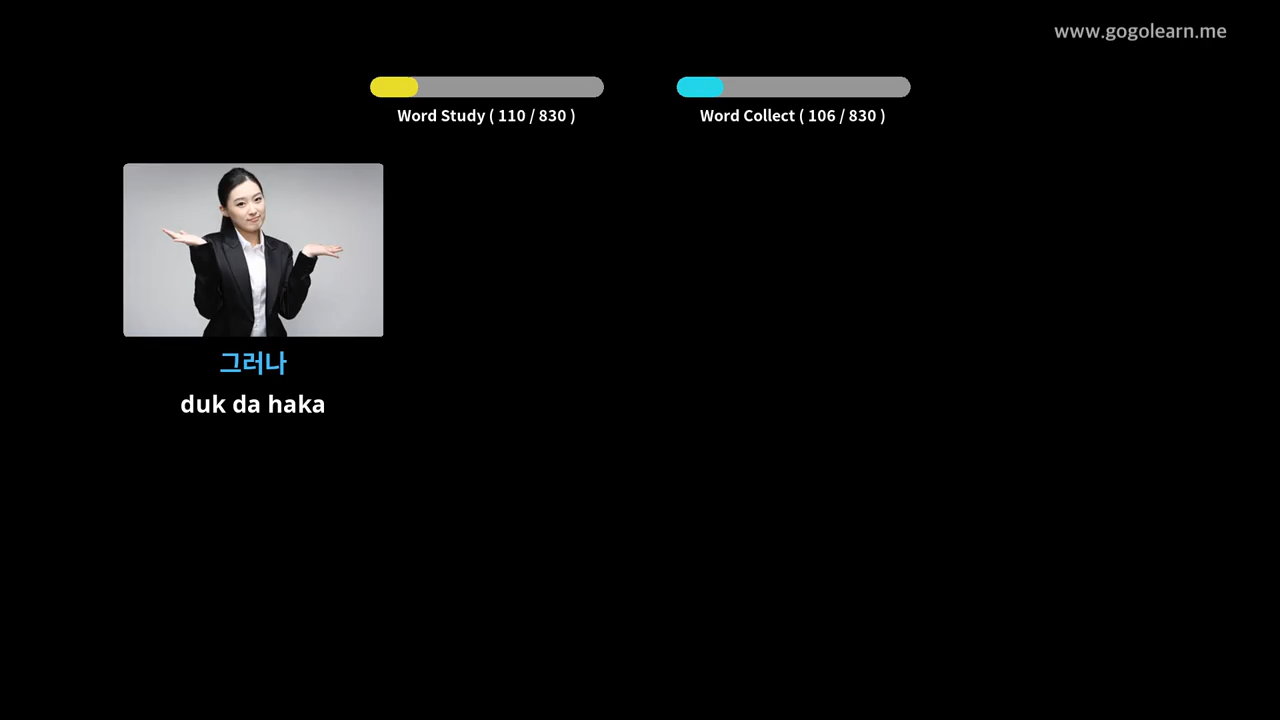 www.gogolearn.me
Word Study ( 110 / 830 )
Word Collect ( 106 / 830 )
그러나
duk da haka